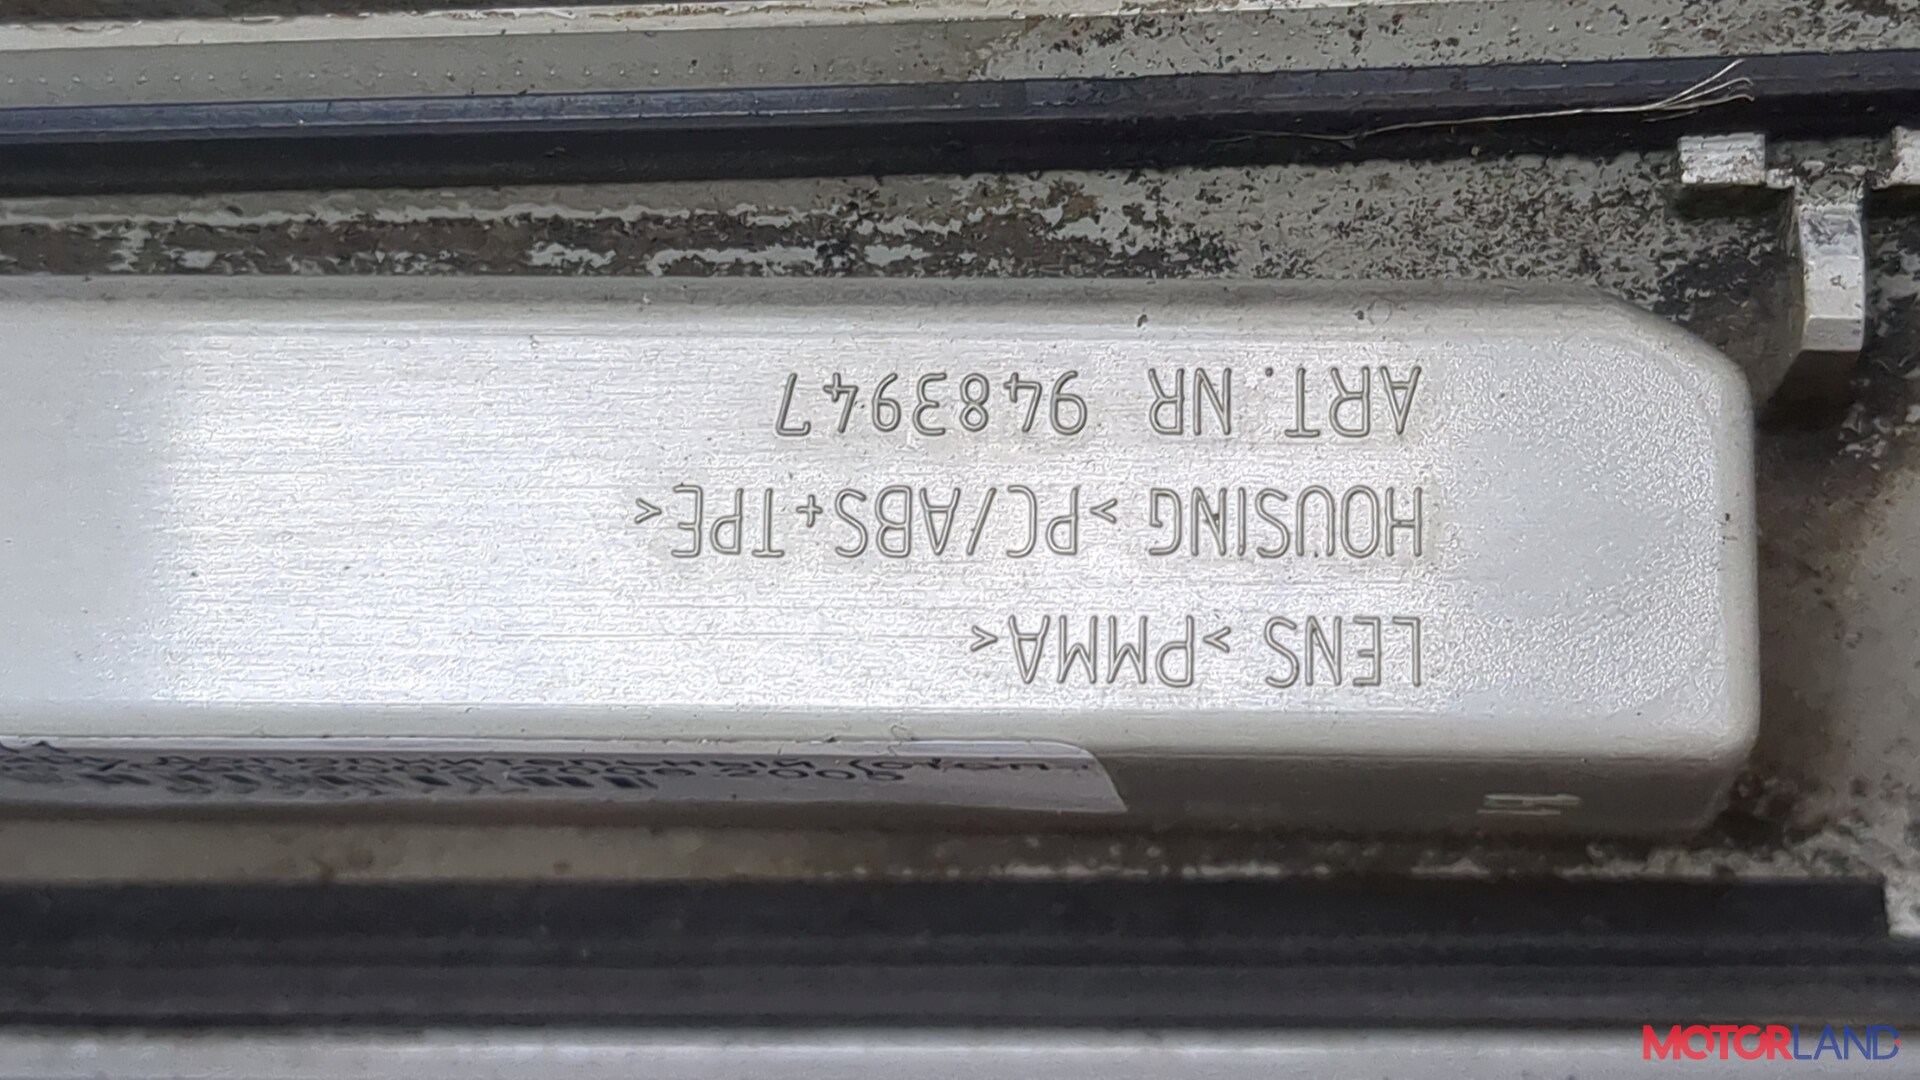 ART. NR 9483947
HOUSING >PC/ABS+TPE<
LENS >PMMA<
MOTORLAND